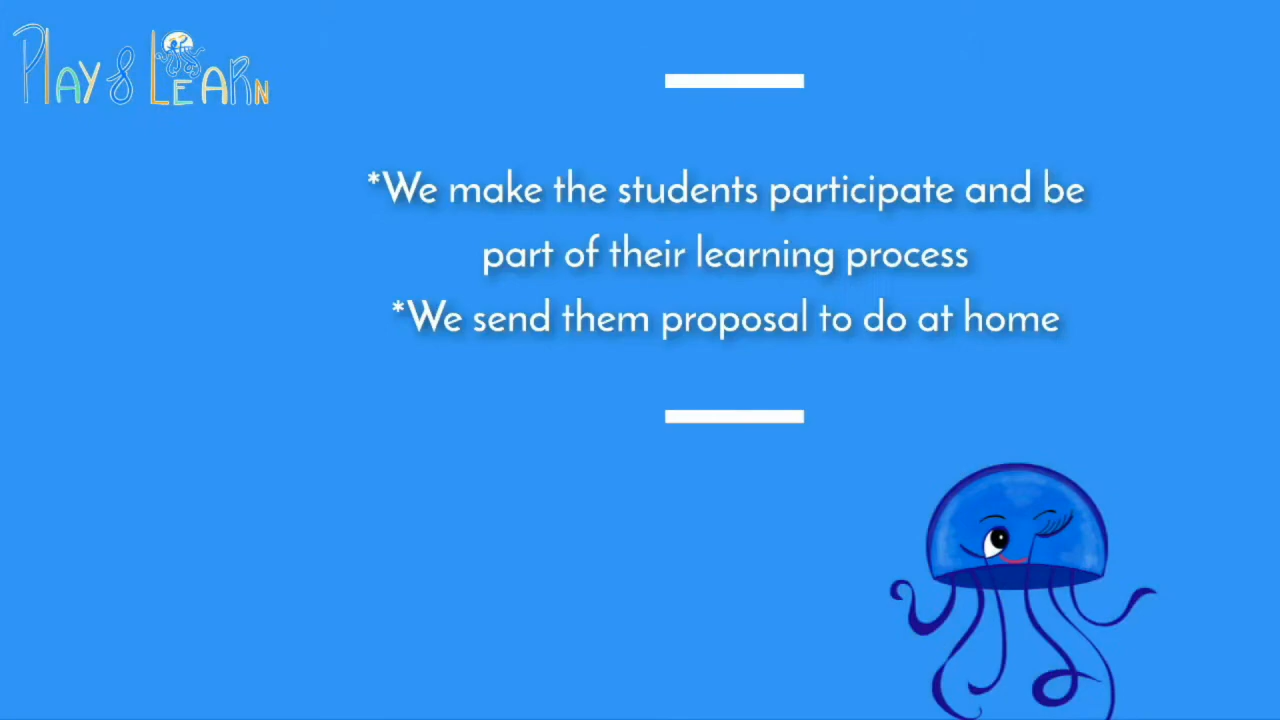 Play & Learn
*We make the students participate and be
part of their learning process
*We send them proposal to do at home